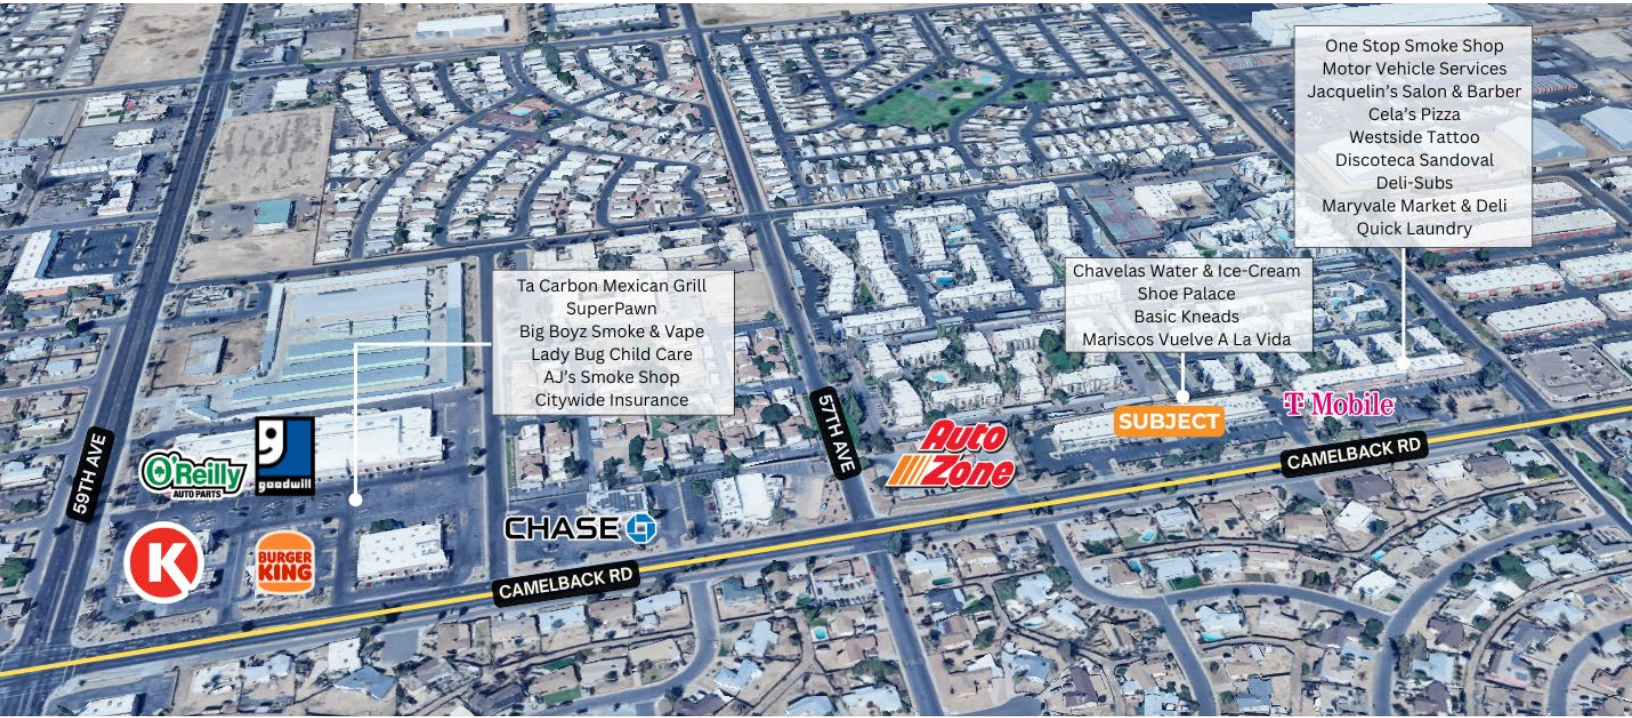 One Stop Smoke Shop
Motor Vehicle Services
Jacquelin's Salon & Barber
Cela's Pizza
Westside Tattoo
Discoteca Sandoval
Deli-Subs
Maryvale Market & Deli
Quick Laundry
Chavelas Water & Ice-Cream
Shoe Palace
Basic Kneads
Mariscos Vuelve A La Vida
Ta Carbon Mexican Grill
SuperPawn
Big Boyz Smoke & Vape
Lady Bug Child Care
AJ's Smoke Shop
Citywide Insurance
59TH AVE
O'Reilly
AUTO PARTS
g
goodwill
57TH AVE
Auto
Zone
SUBJECT
T Mobile
CAMELBACK RD
K
BURGER
KING
CHASE
CAMELBACK RD